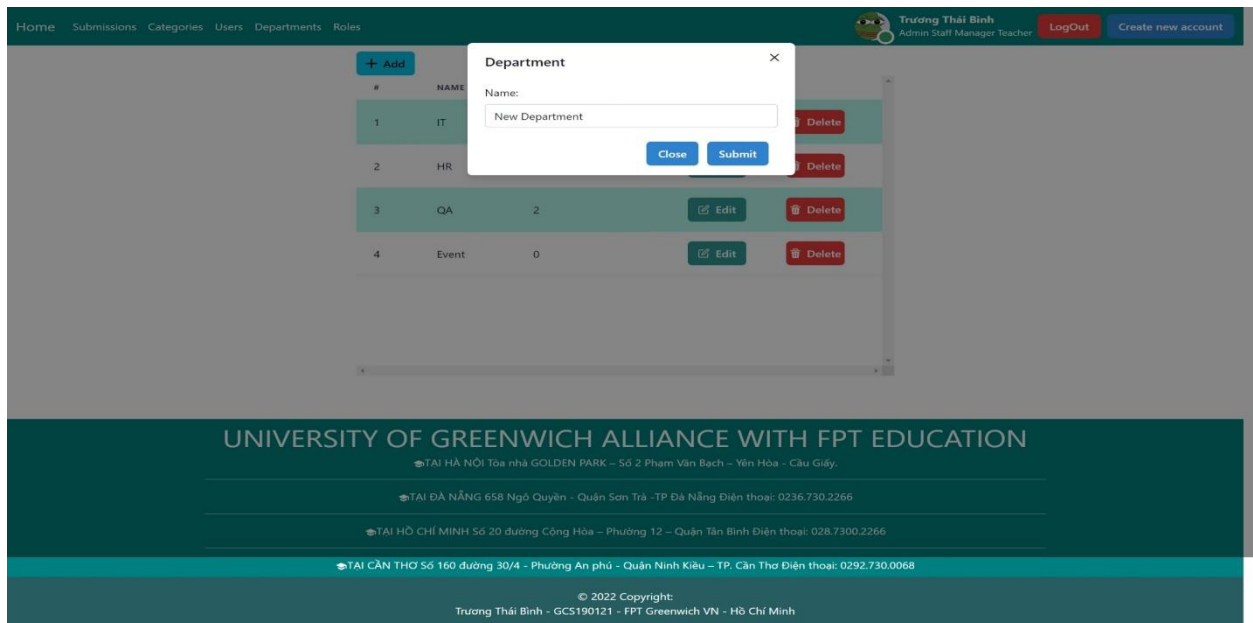 Home Submissions Categories Users Departments Roles Trương Thái Bình LogOut Create new account
Admin Staff Manager Teacher
+ Add
Department
# NAME
Name:
1 IT New Department Delete
Close Submit
2 HR Delete
3 QA 2 Edit Delete
4 Event 0 Edit Delete
UNIVERSITY OF GREENWICH ALLIANCE WITH FPT EDUCATION
TẠI HÀ NỘI Tòa nhà GOLDEN PARK – Số 2 Phạm Văn Bạch – Yên Hòa - Cầu Giấy.
TẠI ĐÀ NẴNG 658 Ngô Quyền - Quận Sơn Trà -TP Đà Nẵng Điện thoại: 0236.730.2266
TẠI HỒ CHÍ MINH Số 20 đường Cộng Hòa – Phường 12 – Quận Tân Bình Điện thoại: 028.7300.2266
TẠI CẦN THƠ Số 160 đường 30/4 - Phường An phú - Quận Ninh Kiều – TP. Cần Thơ Điện thoại: 0292.730.0068
© 2022 Copyright:
Trương Thái Bình - GCS190121 - FPT Greenwich VN - Hồ Chí Minh